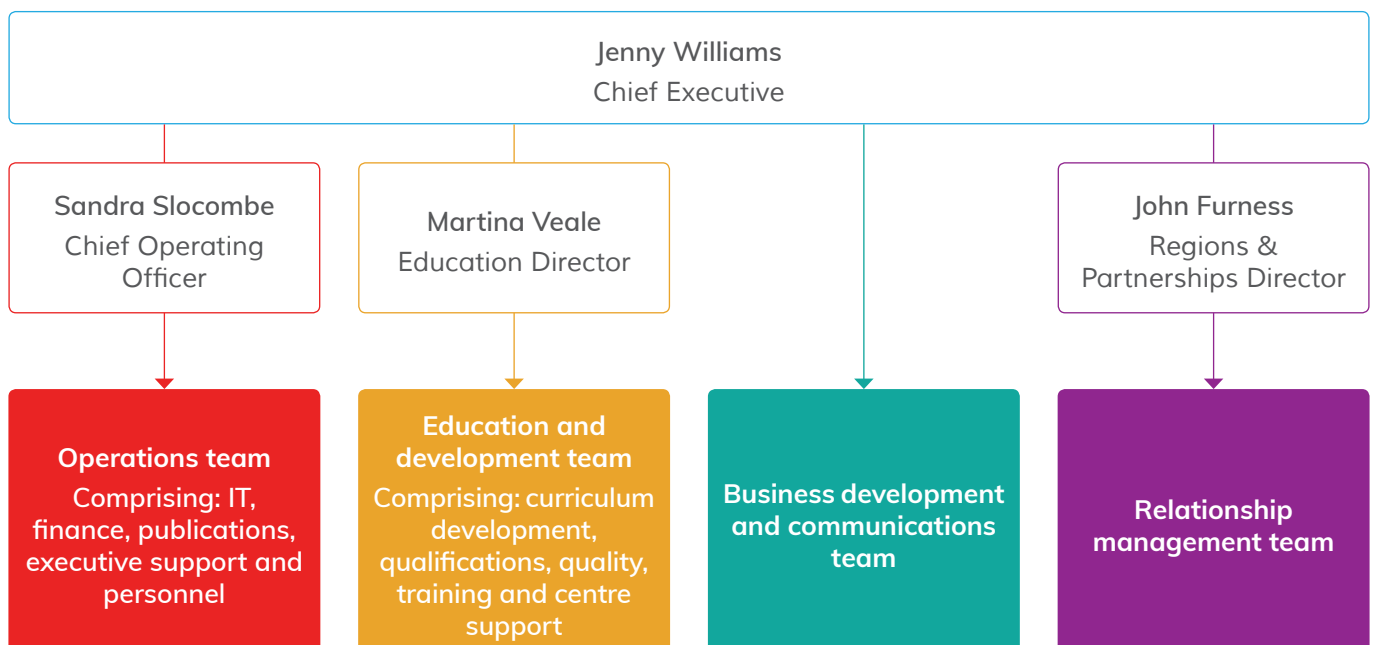 Jenny Williams
Chief Executive
Sandra Slocombe
Chief Operating
Officer
Martina Veale
Education Director
John Furness
Regions &
Partnerships Director
Operations team
Comprising: IT,
finance, publications,
executive support and
personnel
Education and
development team
Comprising: curriculum
development,
qualifications, quality,
training and centre
support
Business development
and communications
team
Relationship
management team